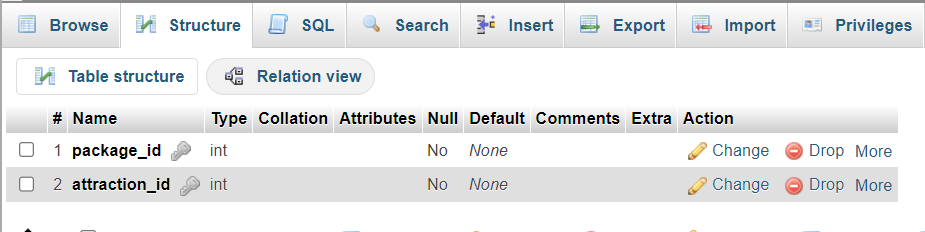 Browse Structure SQL Search Insert Export Import Privileges
Table structure Relation view
# Name Type Collation Attributes Null Default Comments Extra Action
1 package_id int No None Change Drop More
2 attraction_id int No None Change Drop More